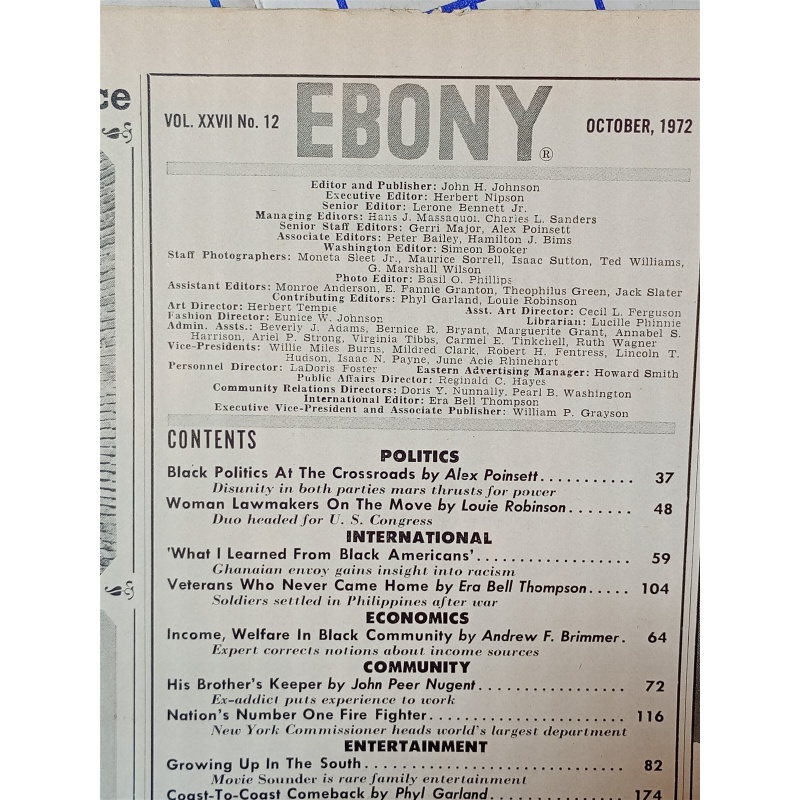 ce
VOL. XXVII No. 12
EBONY
®
OCTOBER, 1972
Editor and Publisher: John H. Johnson
Executive Editor: Herbert Nipson
Senior Editor: Lerone Bennett Jr.
Managing Editors: Hans J. Massaquoi, Charles L. Sanders
Senior Staff Editors: Gerri Major, Alex Poinsett
Associate Editors: Peter Bailey, Hamilton J. Bims
Washington Editor: Simeon Booker
Staff Photographers: Moneta Sleet Jr., Maurice Sorrell, Isaac Sutton, Ted Williams,
G. Marshall Wilson
Photo Editor: Basil O. Phillips
Assistant Editors: Monroe Anderson, E. Fannie Granton, Theophilus Green, Jack Slater
Contributing Editors: Phyl Garland, Louie Robinson
Art Director: Herbert Temple Asst. Art Director: Cecil L. Ferguson
Fashion Director: Eunice W. Johnson Librarian: Lucille Phinnie
Admin. Assts.: Beverly J. Adams, Bernice R. Bryant, Marguerite Grant, Annabel S.
Harrison, Ariel P. Strong, Virginia Tibbs, Carmel E. Tinkchell, Ruth Wagner
Vice-Presidents: Willie Miles Burns, Mildred Clark, Robert H. Fentress, Lincoln T.
Hudson, Isaac N. Payne, June Acie Rhinehart
Personnel Director: LaDoris Foster Eastern Advertising Manager: Howard Smith
Public Affairs Director: Reginald C. Hayes
Community Relations Directors: Doris Y. Nunnally, Pearl B. Washington
International Editor: Era Bell Thompson
Executive Vice-President and Associate Publisher: William P. Grayson
CONTENTS
POLITICS
Black Politics At The Crossroads by Alex Poinsett........... 37
Disunity in both parties mars thrusts for power
Woman Lawmakers On The Move by Louie Robinson....... 48
Duo headed for U. S. Congress
INTERNATIONAL
'What I Learned From Black Americans'.................. 59
Ghanaian envoy gains insight into racism
Veterans Who Never Came Home by Era Bell Thompson..... 104
Soldiers settled in Philippines after war
ECONOMICS
Income, Welfare In Black Community by Andrew F. Brimmer. 64
Expert corrects notions about income sources
COMMUNITY
His Brother's Keeper by John Peer Nugent................. 72
Ex-addict puts experience to work
Nation's Number One Fire Fighter....................... 116
New York Commissioner heads world's largest department
ENTERTAINMENT
Growing Up In The South.............................. 82
Movie Sounder is rare family entertainment
Coast-To-Coast Comeback by Phyl Garland................ 174